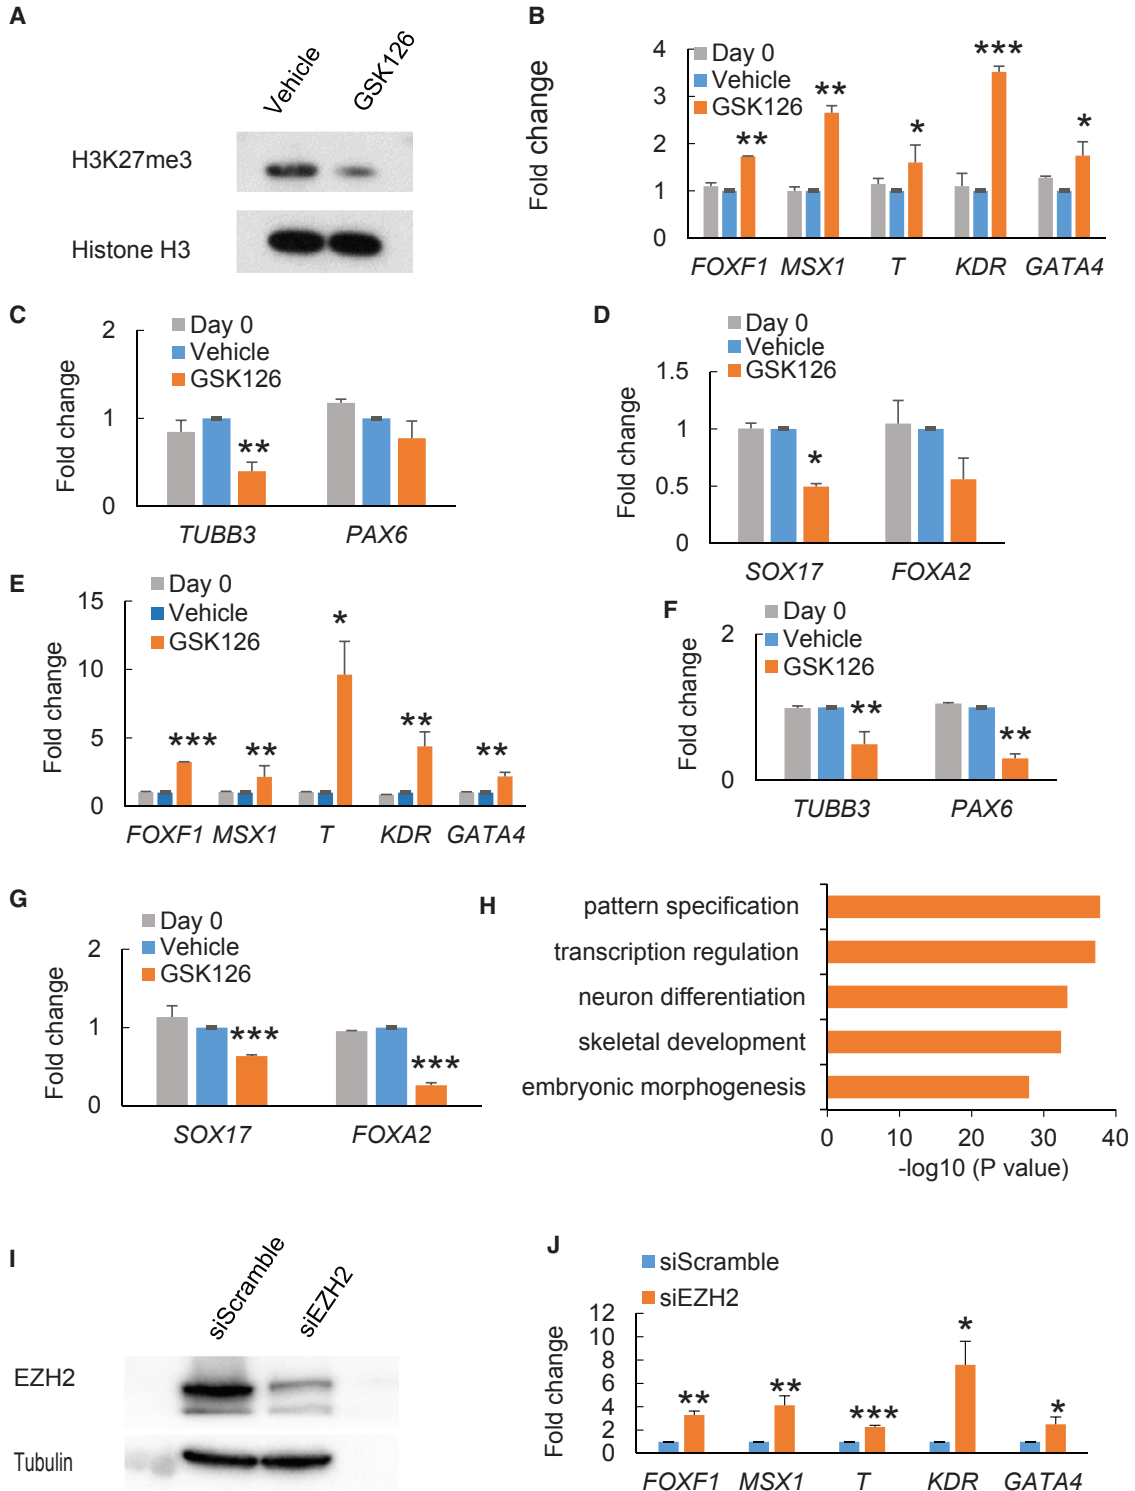 A
Vehicle
GSK126
H3K27me3
Histone H3
B
Day 0
Vehicle
GSK126
Fold change
4
3
2
1
0
**
**
*
***
*
FOXF1 MSX1 T KDR GATA4
C
Day 0
Vehicle
GSK126
Fold change
2
1
0
**
TUBB3 PAX6
D
Day 0
Vehicle
GSK126
Fold change
1.5
1
0.5
0
*
SOX17 FOXA2
E
Day 0
Vehicle
GSK126
Fold change
15
10
5
0
***
**
*
**
**
FOXF1 MSX1 T KDR GATA4
F
Day 0
Vehicle
GSK126
Fold change
2
1
0
**
**
TUBB3 PAX6
G
Day 0
Vehicle
GSK126
Fold change
2
1
0
***
***
SOX17 FOXA2
H
pattern specification
transcription regulation
neuron differentiation
skeletal development
embryonic morphogenesis
0 10 20 30 40
-log10 (P value)
I
siScramble
siEZH2
EZH2
Tubulin
J
siScramble
siEZH2
Fold change
12
10
8
6
4
2
0
**
**
***
*
*
FOXF1 MSX1 T KDR GATA4